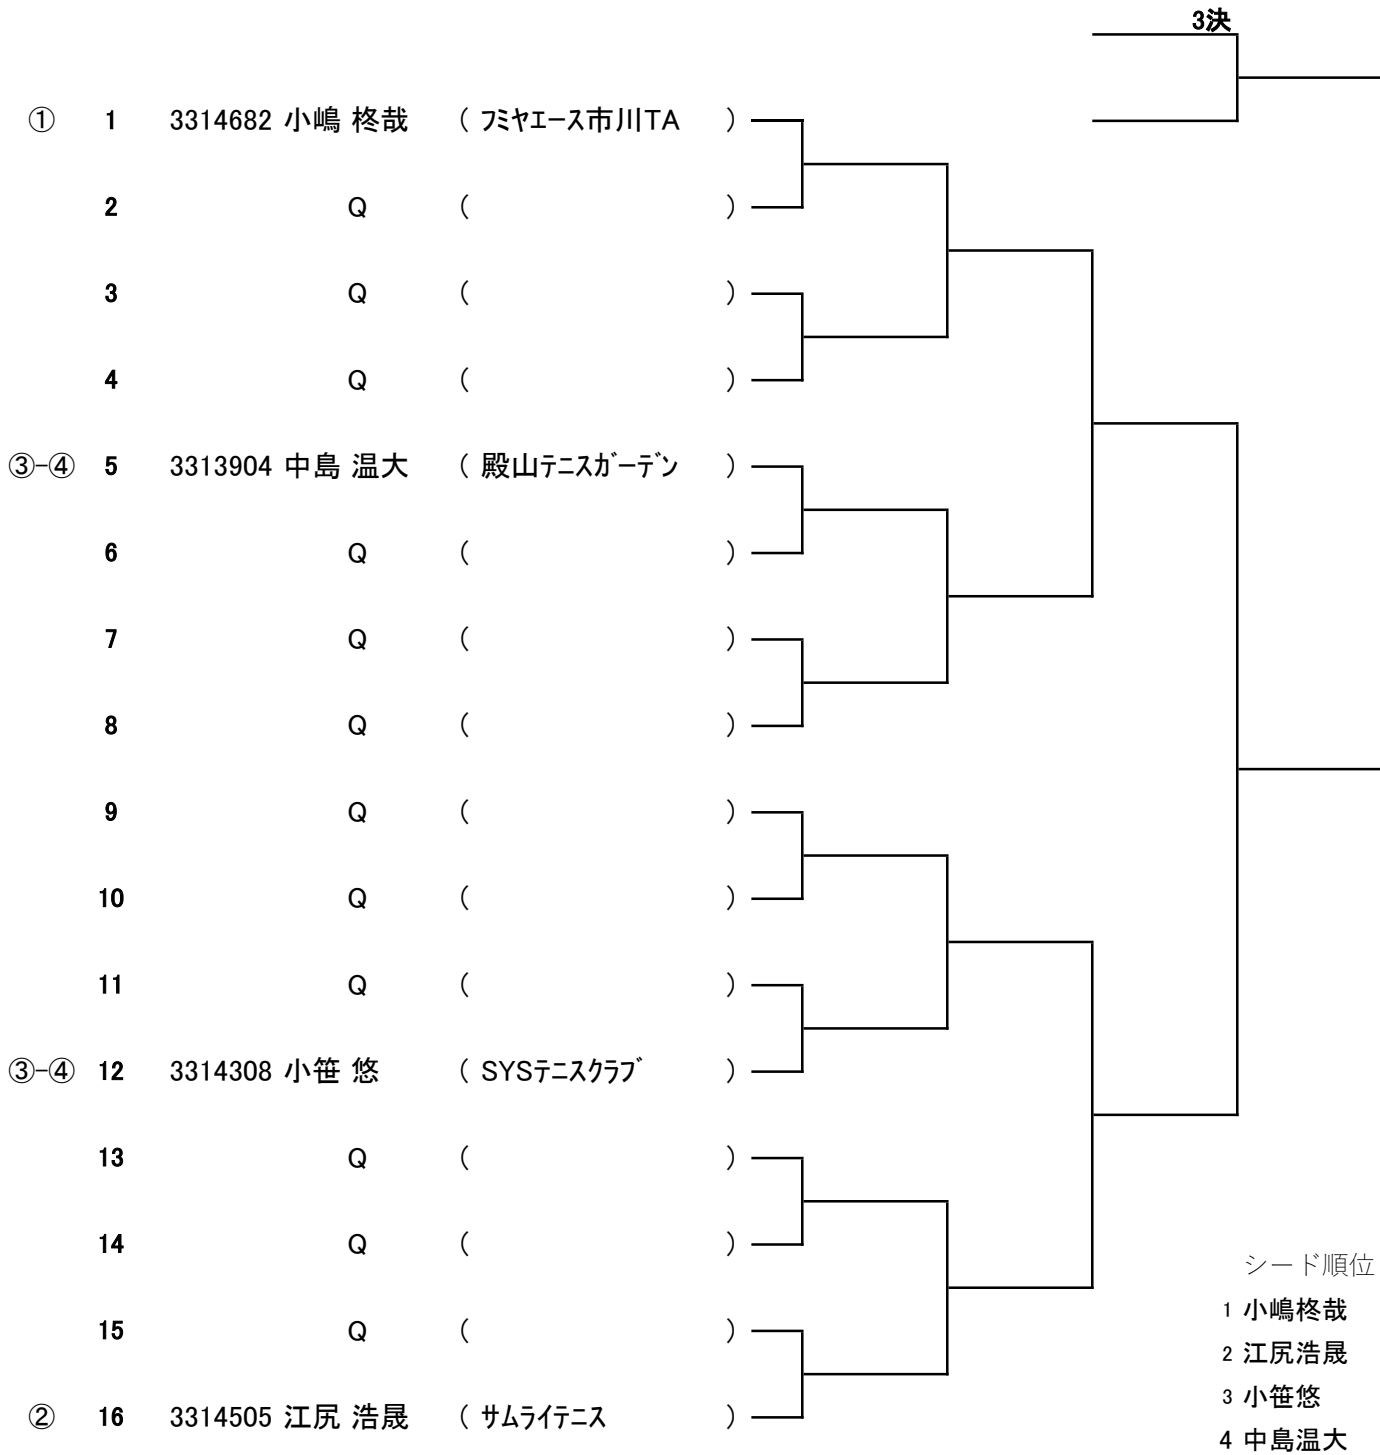 3決
① 1 3314682 小嶋 柊哉 ( フミヤエース市川TA )
2 Q ( )
3 Q ( )
4 Q ( )
③-④ 5 3313904 中島 温大 ( 殿山テニスガーデン )
6 Q ( )
7 Q ( )
8 Q ( )
9 Q ( )
10 Q ( )
11 Q ( )
③-④ 12 3314308 小笹 悠 ( SYSテニスクラブ )
13 Q ( )
14 Q ( )
15 Q ( )
② 16 3314505 江尻 浩晟 ( サムライテニス )
シード順位
1 小嶋柊哉
2 江尻浩晟
3 小笹悠
4 中島温大